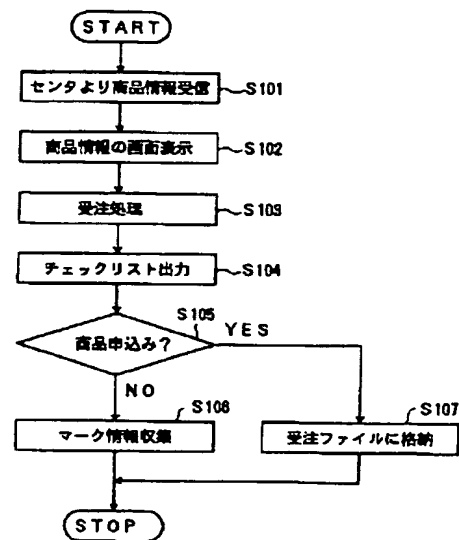 START
センタより商品情報受信
S101
商品情報の画面表示
S102
受注処理
S103
チェックリスト出力
S104
S105
商品申込み?
YES
NO
S106
マーク情報収集
S107
受注ファイルに格納
STOP